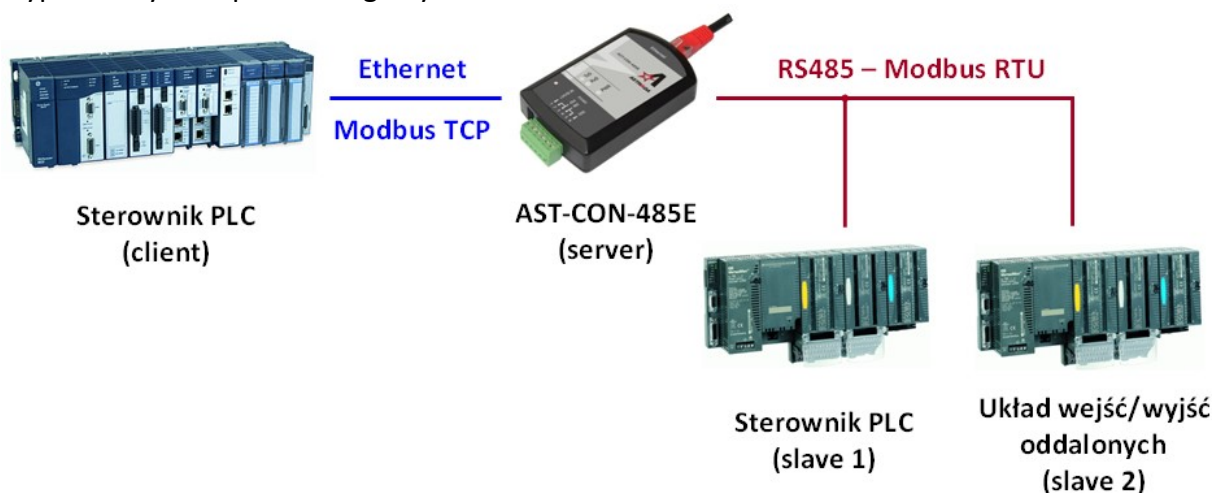 Ethernet
RS485 – Modbus RTU
Modbus TCP
Sterownik PLC
(client)
AST-CON-485E
(server)
Sterownik PLC
(slave 1)
Układ wejść/wyjść
oddalonych
(slave 2)